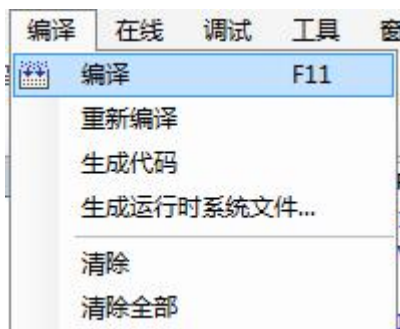 编译 在线 调试 工具
编译 F11
重新编译
生成代码
生成运行时系统文件...
清除
清除全部